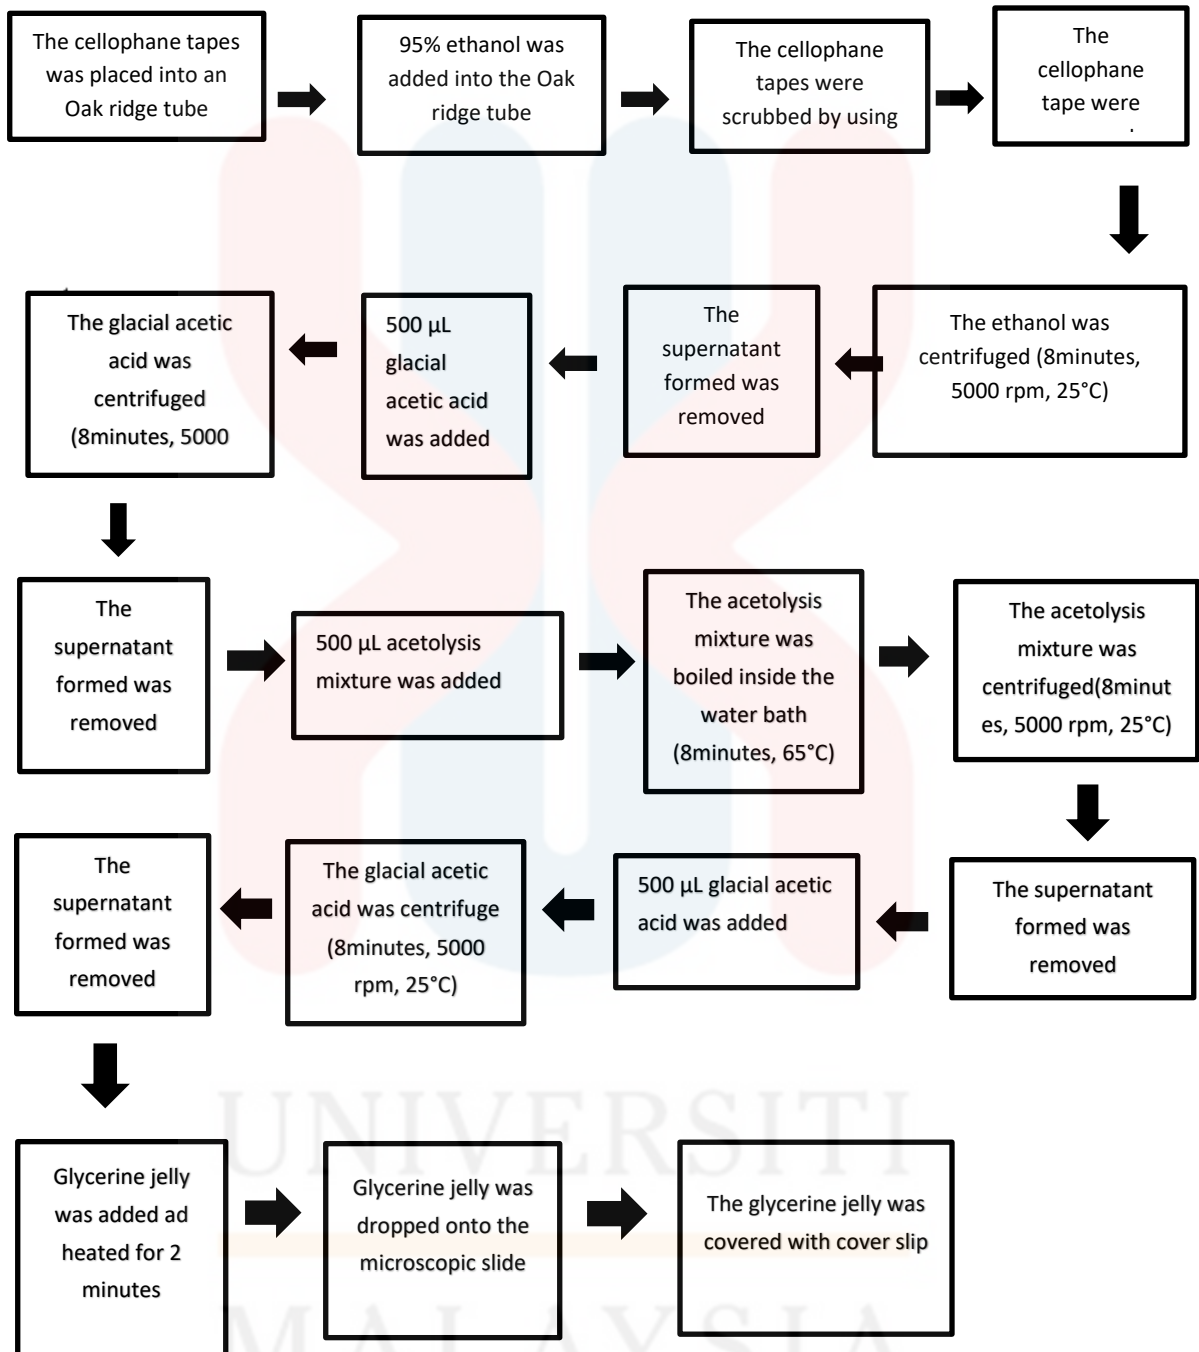 The cellophane tapes
was placed into an
Oak ridge tube
95% ethanol was
added into the Oak
ridge tube
The cellophane
tapes were
scrubbed by using
The
cellophane
tape were
The ethanol was
centrifuged (8minutes,
5000 rpm, 25°C)
The
supernatant
formed was
removed
500 µL
glacial
acetic acid
was added
The glacial acetic
acid was
centrifuged
(8minutes, 5000
The
supernatant
formed was
removed
500 µL acetolysis
mixture was added
The acetolysis
mixture was
boiled inside the
water bath
(8minutes, 65°C)
The acetolysis
mixture was
centrifuged(8minut
es, 5000 rpm, 25°C)
The supernatant
formed was
removed
500 µL glacial acetic
acid was added
The glacial acetic
acid was centrifuge
(8minutes, 5000
rpm, 25°C)
The
supernatant
formed was
removed
Glycerine jelly
was added ad
heated for 2
minutes
Glycerine jelly was
dropped onto the
microscopic slide
The glycerine jelly was
covered with cover slip
UNIVERSITI
MALAYSIA